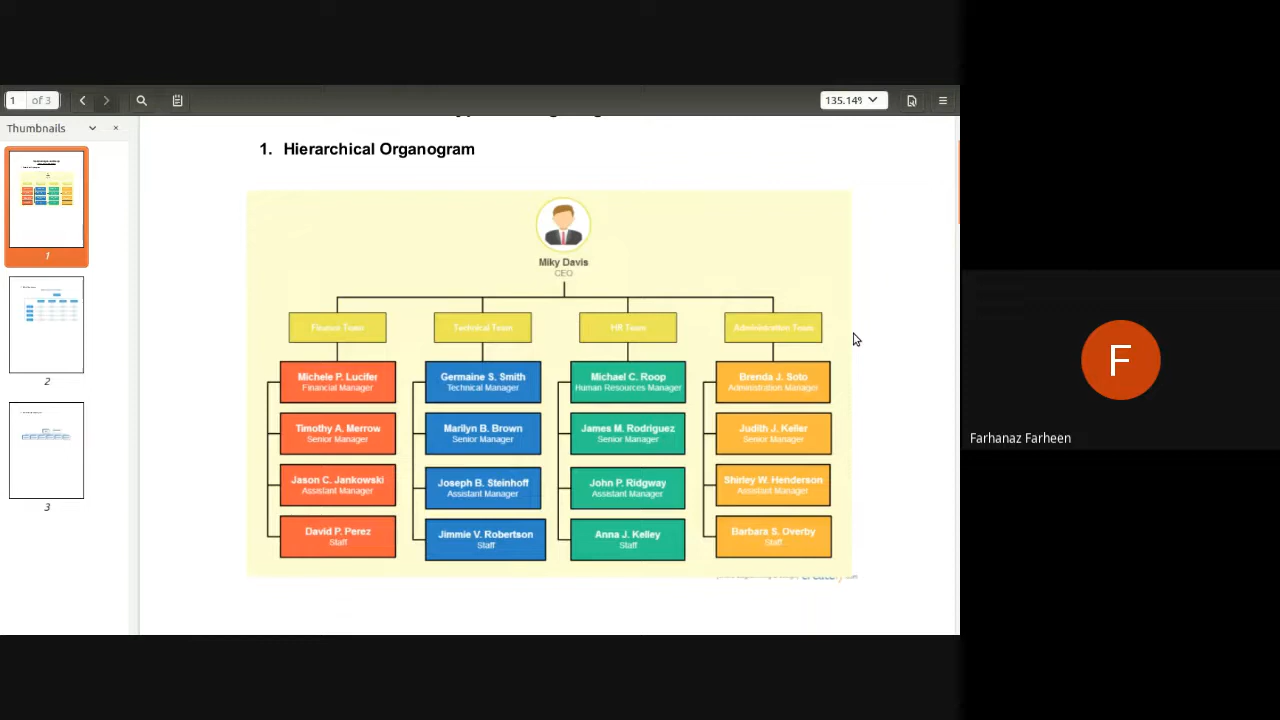 1 of 3
135.14%
Thumbnails
1. Hierarchical Organogram
Miky Davis
CEO
Finance Team
Technical Team
HR Team
Administration Team
Michele P. Lucifer
Financial Manager
Germaine S. Smith
Technical Manager
Michael C. Roop
Human Resources Manager
Brenda J. Soto
Administration Manager
Timothy A. Merrow
Senior Manager
Marilyn B. Brown
Senior Manager
James M. Rodriguez
Senior Manager
Judith J. Keller
Senior Manager
Jason C. Jankowski
Assistant Manager
Joseph B. Steinhoff
Assistant Manager
John P. Ridgway
Assistant Manager
Shirley W. Henderson
Assistant Manager
David P. Perez
Staff
Jimmie V. Robertson
Staff
Anna J. Kelley
Staff
Barbara S. Overby
Staff
1
2
3
F
Farhanaz Farheen